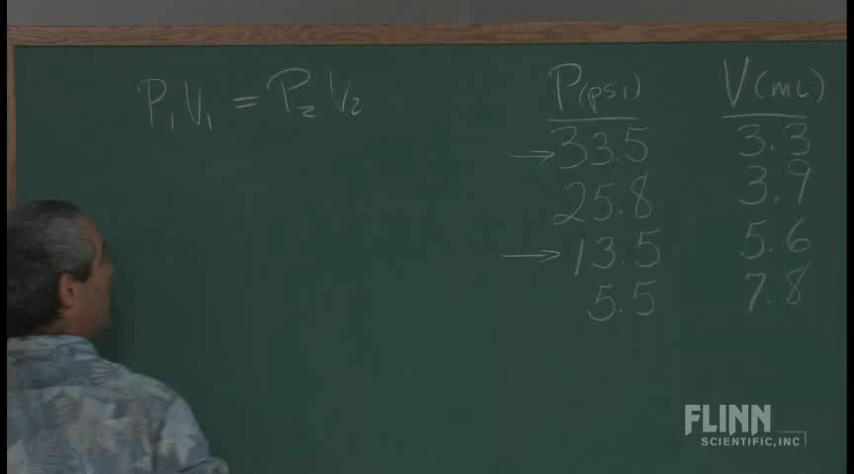 P₁V₁ = P₂V₂
P(psi) V(mL)
→ 33.5 3.3
25.8 3.9
→ 13.5 5.6
5.5 7.8
FLINN
SCIENTIFIC, INC